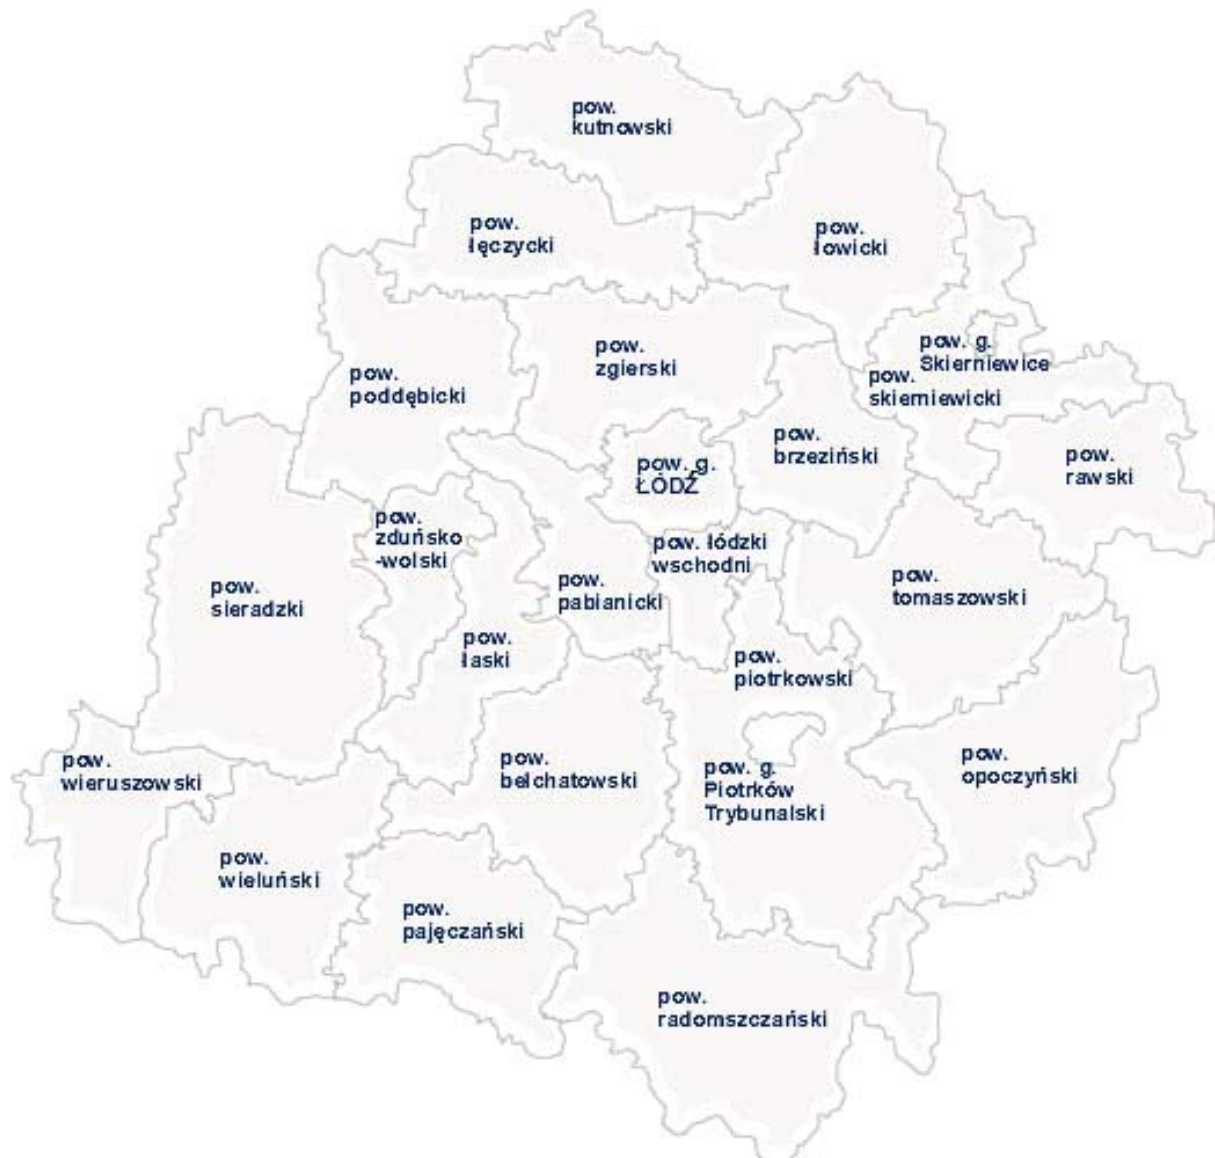 pow.
kutnowski
pow.
łęczycki
pow.
łowicki
pow.
zgierski
pow. g.
Skierniewice
pow.
skierniewicki
pow.
poddębicki
pow.
brzeziński
pow.
rawski
pow. g.
ŁÓDŹ
pow.
zduńsko
-wolski
pow. łódzki
wschodni
pow.
sieradzki
pow.
pabianicki
pow.
tomaszowski
pow.
łaski
pow.
piotrkowski
pow.
wieruszowski
pow.
bełchatowski
pow. g.
Piotrków
Trybunalski
pow.
opoczyński
pow.
wieluński
pow.
pajęczański
pow.
radomszczański